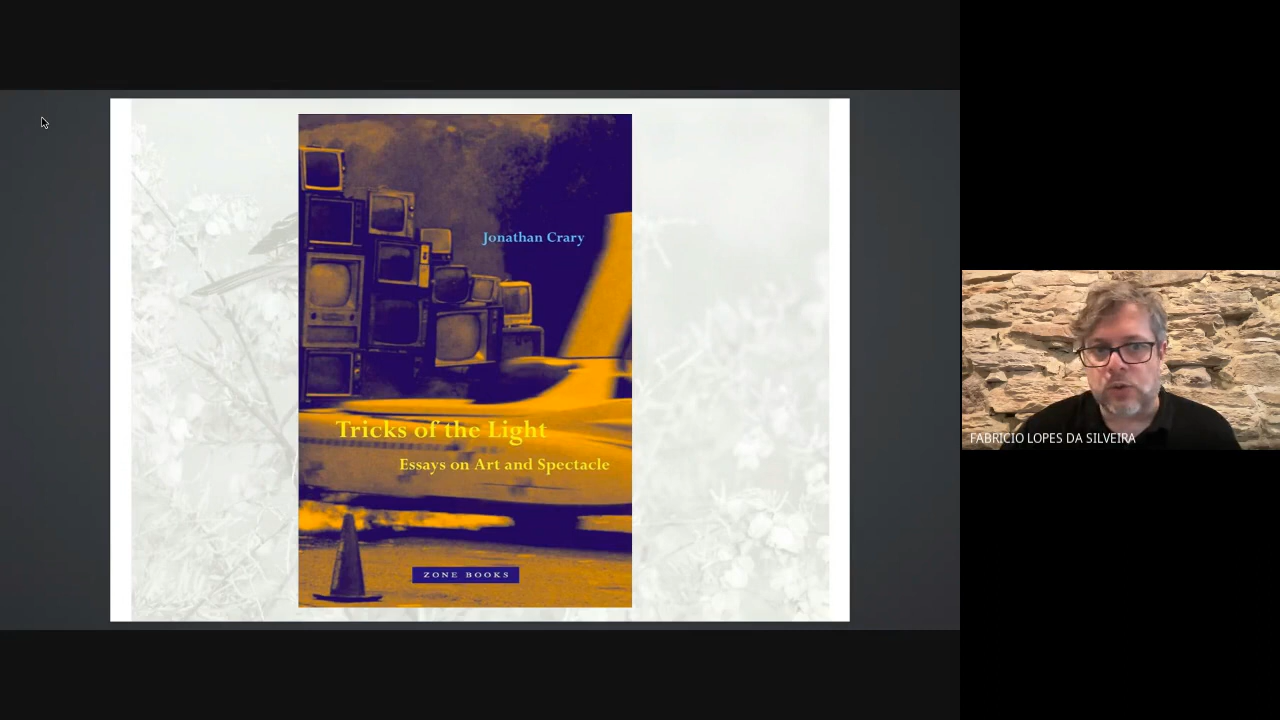 Jonathan Crary
Tricks of the Light
Essays on Art and Spectacle
ZONE BOOKS
FABRICIO LOPES DA SILVEIRA